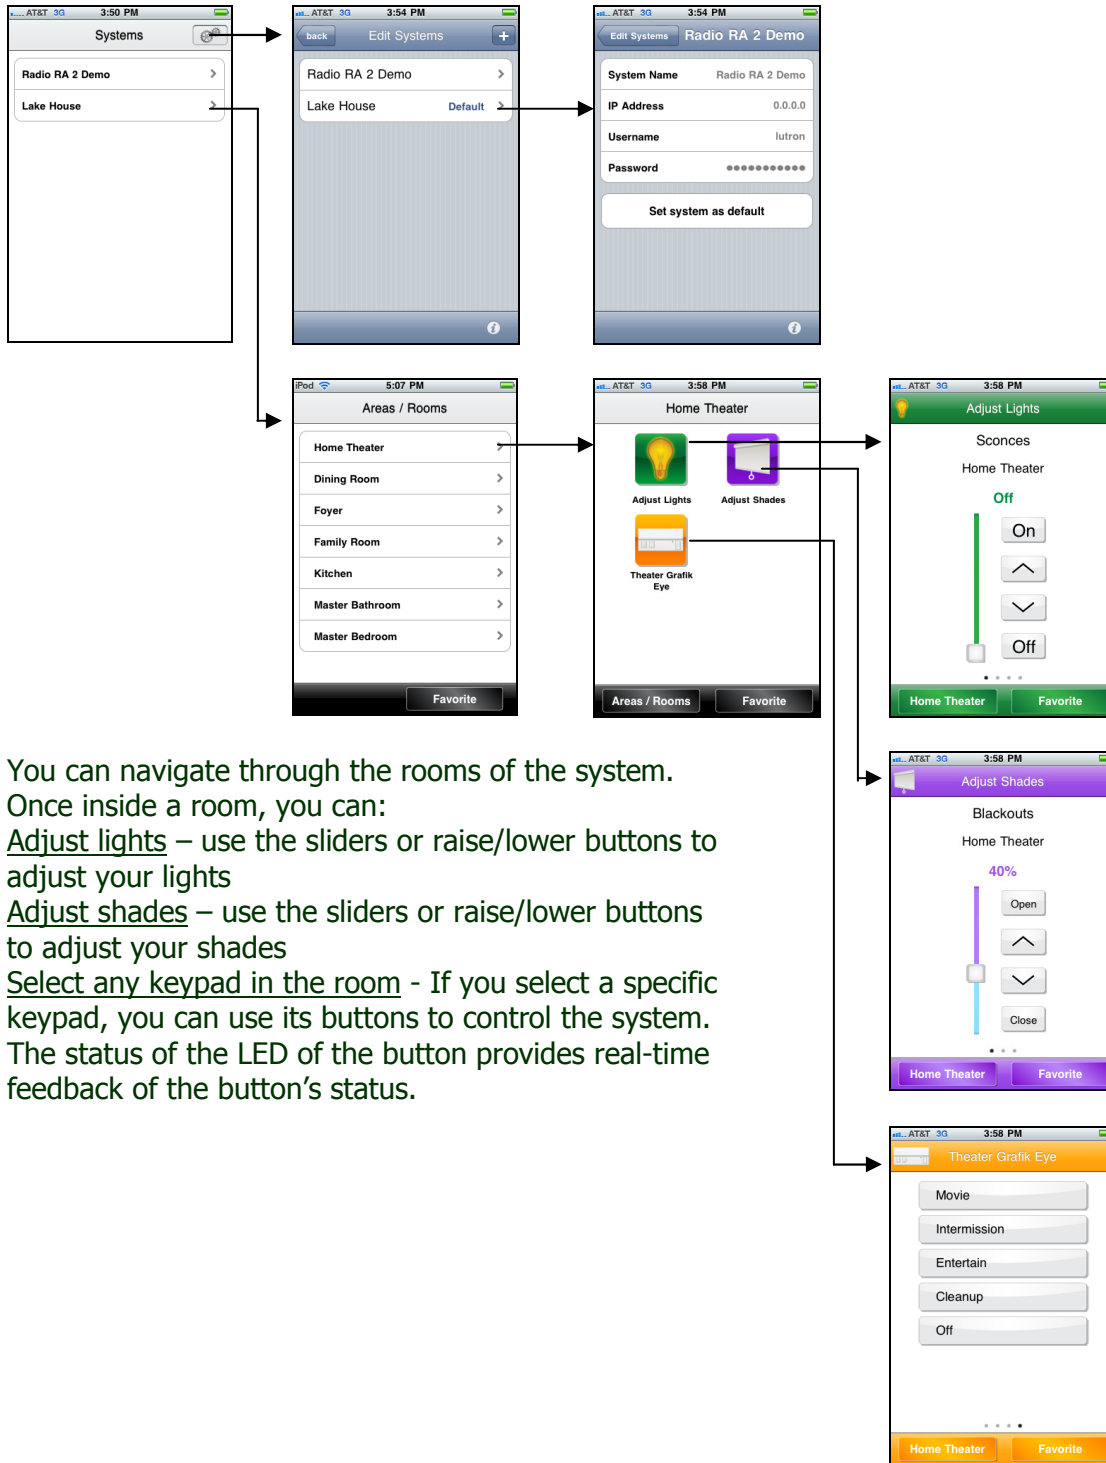 AT&T 3G 3:50 PM
Systems
Radio RA 2 Demo
Lake House
AT&T 3G 3:54 PM
back Edit Systems +
Radio RA 2 Demo
Lake House Default
AT&T 3G 3:54 PM
Edit Systems Radio RA 2 Demo
System Name Radio RA 2 Demo
IP Address 0.0.0.0
Username lutron
Password ●●●●●●●●●●●
Set system as default
iPod 5:07 PM
Areas / Rooms
Home Theater
Dining Room
Foyer
Family Room
Kitchen
Master Bathroom
Master Bedroom
Favorite
AT&T 3G 3:58 PM
Home Theater
Adjust Lights Adjust Shades
Theater Grafik
Eye
Areas / Rooms Favorite
AT&T 3G 3:58 PM
Adjust Lights
Sconces
Home Theater
Off
On
Off
Home Theater Favorite
You can navigate through the rooms of the system.
Once inside a room, you can:
Adjust lights – use the sliders or raise/lower buttons to
adjust your lights
Adjust shades – use the sliders or raise/lower buttons
to adjust your shades
Select any keypad in the room - If you select a specific
keypad, you can use its buttons to control the system.
The status of the LED of the button provides real-time
feedback of the button’s status.
AT&T 3G 3:58 PM
Adjust Shades
Blackouts
Home Theater
40%
Open
Close
Home Theater Favorite
AT&T 3G 3:58 PM
Theater Grafik Eye
Movie
Intermission
Entertain
Cleanup
Off
Home Theater Favorite